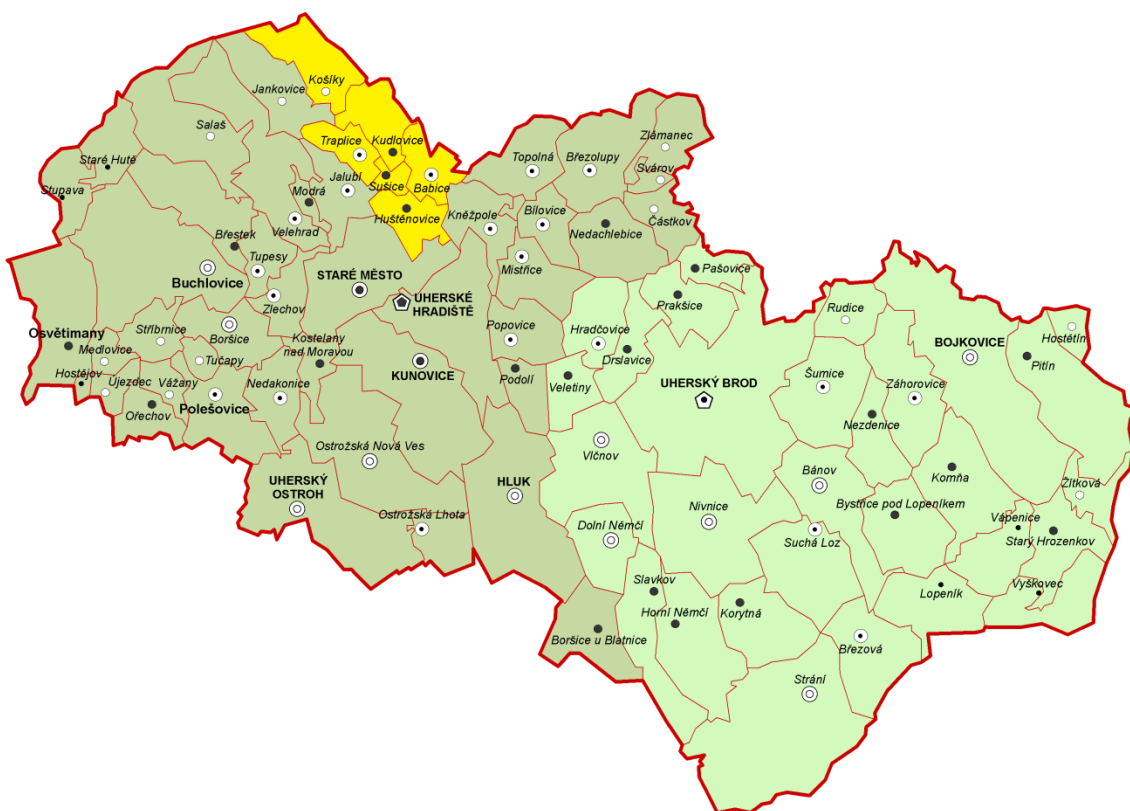 Košíky
Jankovice
Salaš
Traplice
Kudlovice
Zlámanec
Staré Hutě
Topolná
Březolupy
Svárov
Stupava
Modrá
Jalubí
Sušice
Babice
Velehrad
Huštěnovice
Kněžpole
Bílovice
Nedachlebice
Částkov
Břestek
Tupesy
Buchlovice
STARÉ MĚSTO
Mistřice
Pašovice
Zlechov
UHERSKÉ
HRADIŠTĚ
Prakšice
Osvětimany
Stříbrnice
Boršice
Kostelany
nad Moravou
Popovice
Hradčovice
Drslavice
Rudice
Hostětín
Medlovice
Tučapy
BOJKOVICE
Pitín
Hostějov
Újezdec
Vážany
Nedakonice
KUNOVICE
Podolí
Veletiny
UHERSKÝ BROD
Šumice
Záhorovice
Ořechov
Polešovice
Nezdenice
Ostrožská Nová Ves
Vlčnov
UHERSKÝ
OSTROH
HLUK
Bánov
Komňa
Žítková
Nivnice
Bystřice pod Lopeníkem
Ostrožská Lhota
Dolní Němčí
Suchá Loz
Vápenice
Starý Hrozenkov
Slavkov
Lopeník
Vyškovec
Horní Němčí
Korytná
Boršice u Blatnice
Březová
Strání